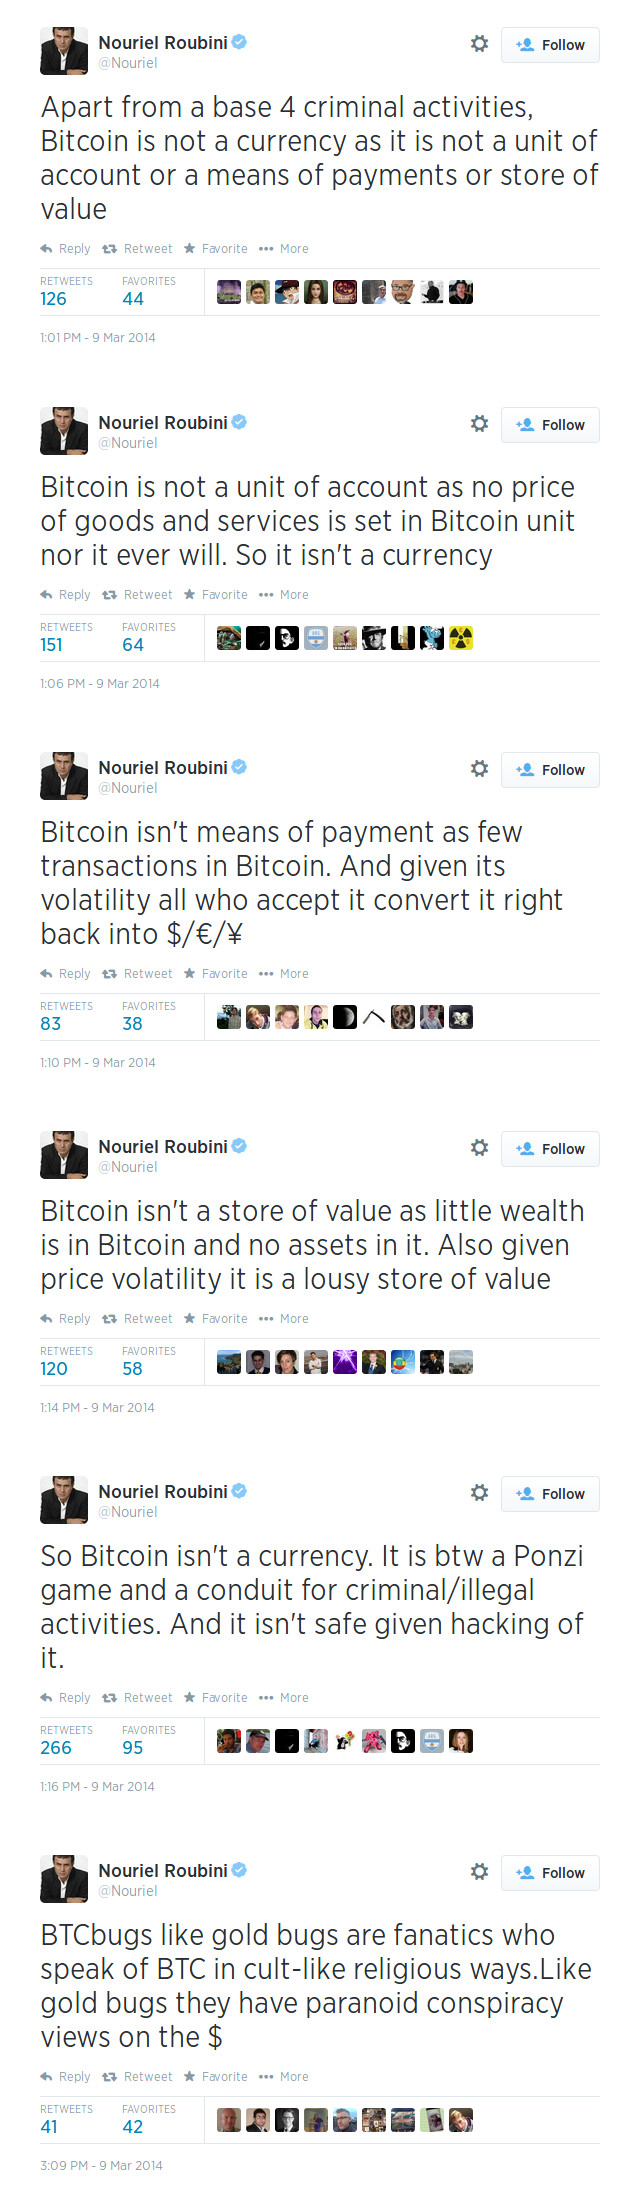 Nouriel Roubini
Follow
@Nouriel
Apart from a base 4 criminal activities,
Bitcoin is not a currency as it is not a unit of
account or a means of payments or store of
value
Reply Retweet Favorite ••• More
RETWEETS FAVORITES
126 44
1:01 PM - 9 Mar 2014
Nouriel Roubini
Follow
@Nouriel
Bitcoin is not a unit of account as no price
of goods and services is set in Bitcoin unit
nor it ever will. So it isn't a currency
Reply Retweet Favorite ••• More
RETWEETS FAVORITES
151 64
1:06 PM - 9 Mar 2014
Nouriel Roubini
Follow
@Nouriel
Bitcoin isn't means of payment as few
transactions in Bitcoin. And given its
volatility all who accept it convert it right
back into $/€/¥
Reply Retweet Favorite ••• More
RETWEETS FAVORITES
83 38
1:10 PM - 9 Mar 2014
Nouriel Roubini
Follow
@Nouriel
Bitcoin isn't a store of value as little wealth
is in Bitcoin and no assets in it. Also given
price volatility it is a lousy store of value
Reply Retweet Favorite ••• More
RETWEETS FAVORITES
120 58
1:14 PM - 9 Mar 2014
Nouriel Roubini
Follow
@Nouriel
So Bitcoin isn't a currency. It is btw a Ponzi
game and a conduit for criminal/illegal
activities. And it isn't safe given hacking of
it.
Reply Retweet Favorite ••• More
RETWEETS FAVORITES
266 95
1:16 PM - 9 Mar 2014
Nouriel Roubini
Follow
@Nouriel
BTCbugs like gold bugs are fanatics who
speak of BTC in cult-like religious ways.Like
gold bugs they have paranoid conspiracy
views on the $
Reply Retweet Favorite ••• More
RETWEETS FAVORITES
41 42
3:09 PM - 9 Mar 2014